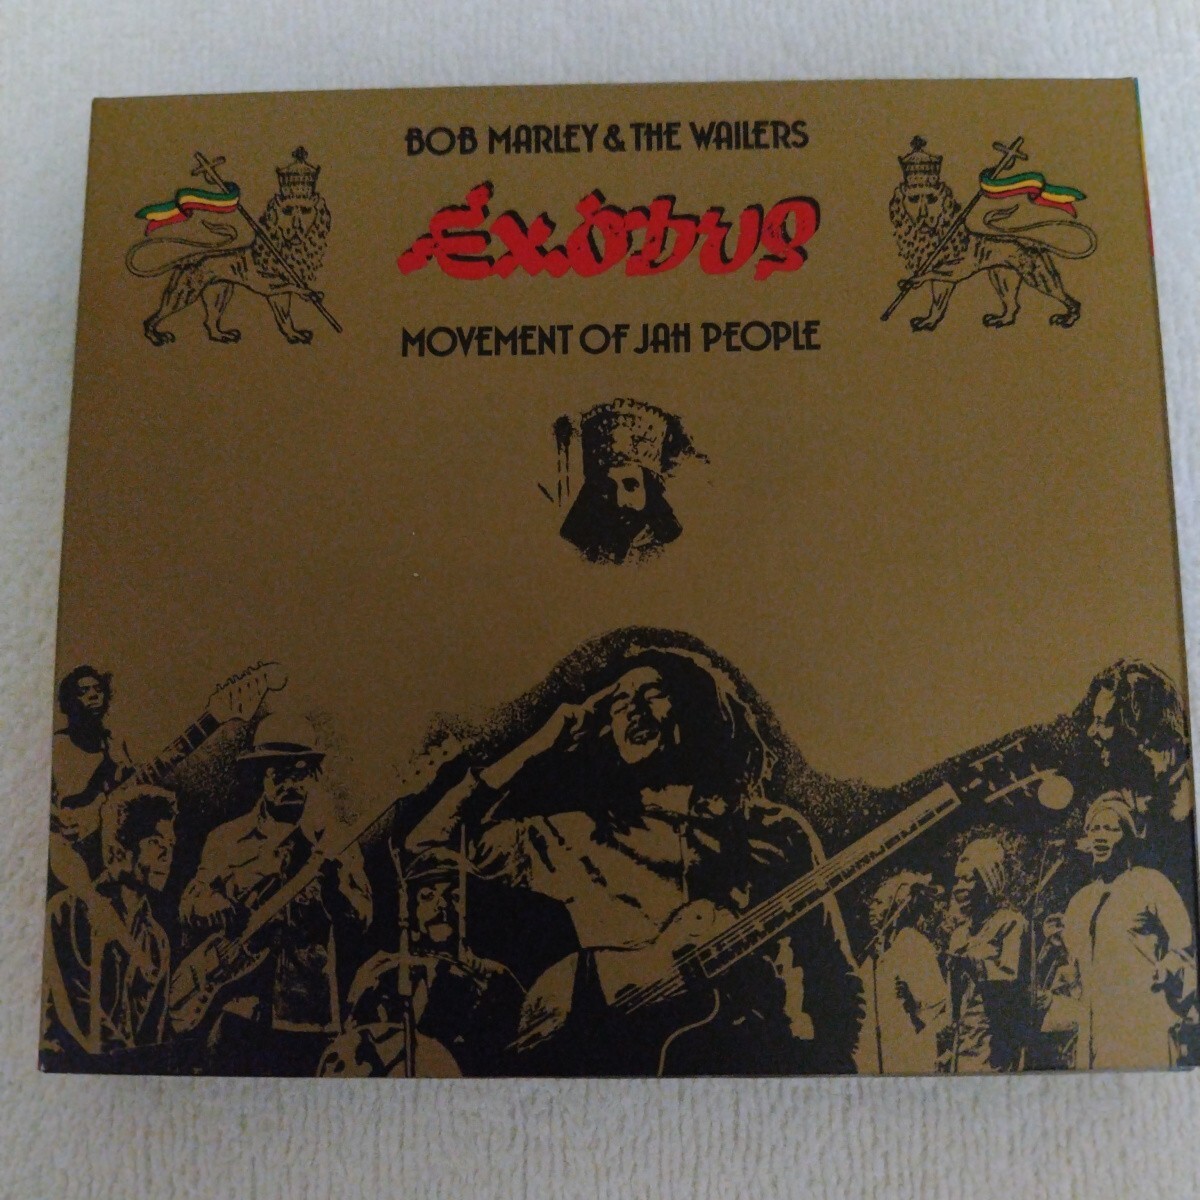 BOB MARLEY & THE WAILERS
EXODUS
MOVEMENT OF JAH PEOPLE